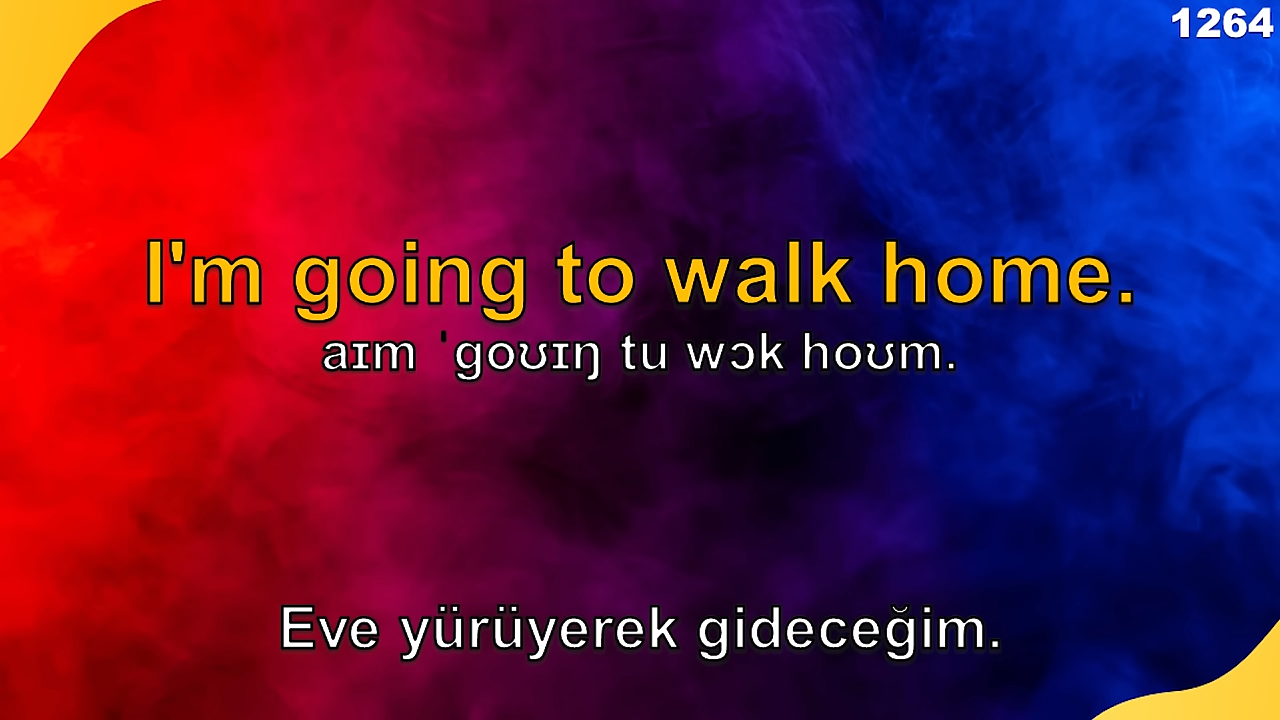 1264
I'm going to walk home.
aɪm ˈɡoʊɪŋ tu wɔk hoʊm.
Eve yürüyerek gideceğim.